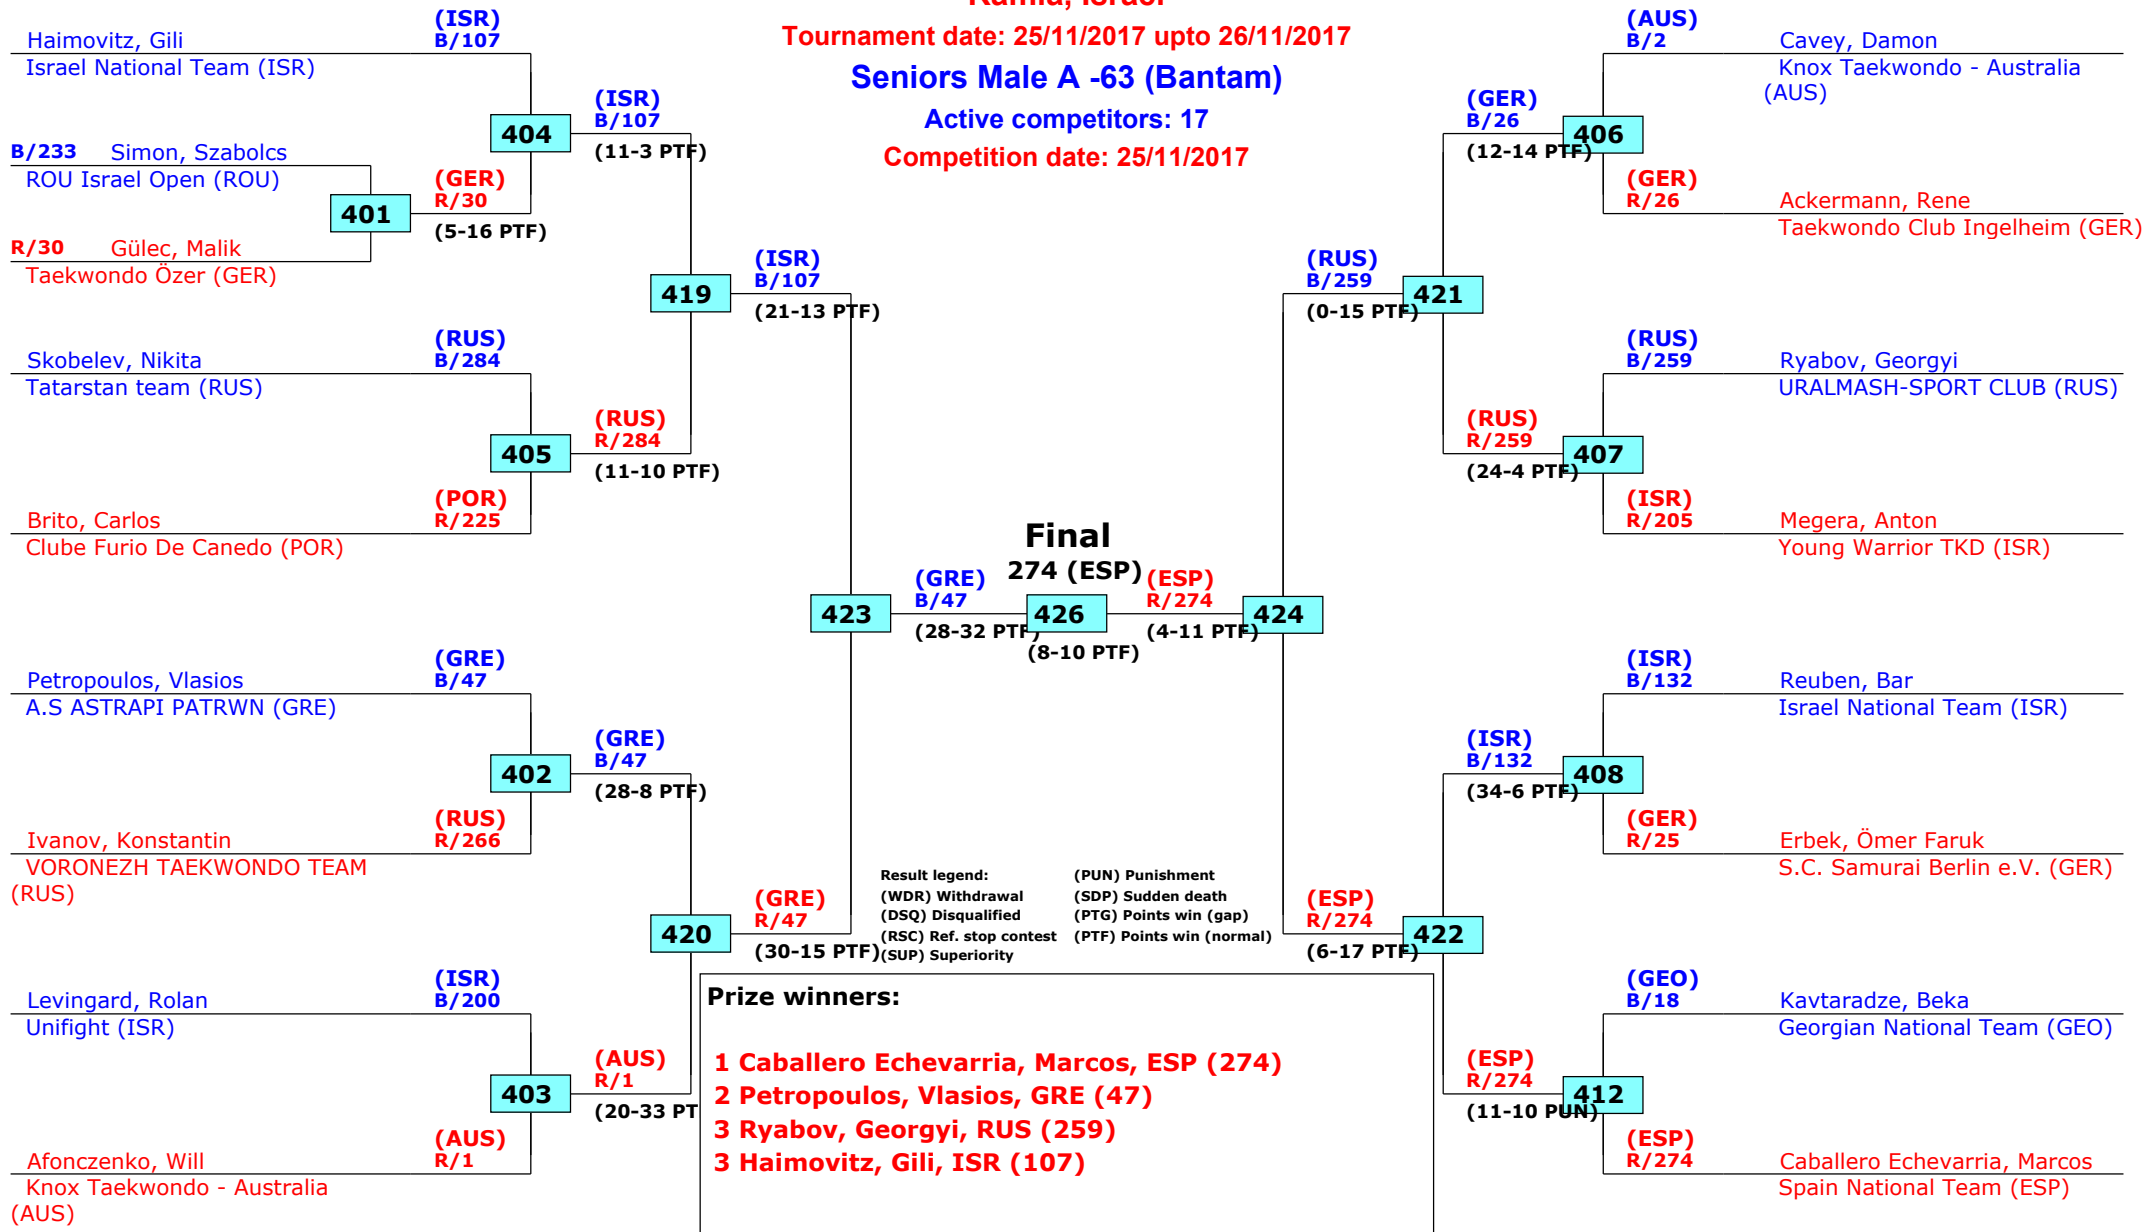 Tournament date: 25/11/2017 upto 26/11/2017
Seniors Male A -63 (Bantam)
Active competitors: 17
Competition date: 25/11/2017
(ISR)
B/107
Haimovitz, Gili
Israel National Team (ISR)
B/233 Simon, Szabolcs
ROU Israel Open (ROU)
R/30 Gülec, Malik
Taekwondo Özer (GER)
401
(GER)
R/30
(5-16 PTF)
404
(ISR)
B/107
(11-3 PTF)
(RUS)
B/284
Skobelev, Nikita
Tatarstan team (RUS)
405
(POR)
R/225
Brito, Carlos
Clube Furio De Canedo (POR)
(RUS)
R/284
(11-10 PTF)
419
(ISR)
B/107
(21-13 PTF)
(GRE)
B/47
Petropoulos, Vlasios
A.S ASTRAPI PATRWN (GRE)
402
(RUS)
R/266
Ivanov, Konstantin
VORONEZH TAEKWONDO TEAM
(RUS)
(GRE)
B/47
(28-8 PTF)
(ISR)
B/200
Levingard, Rolan
Unifight (ISR)
403
(AUS)
R/1
Afonczenko, Will
Knox Taekwondo - Australia
(AUS)
(AUS)
R/1
(20-33 PT
420
(GRE)
R/47
(30-15 PTF)
423
(GRE)
B/47
(28-32 PTF)
Final
274 (ESP)
426
(8-10 PTF)
(ESP)
R/274
(4-11 PTF)
424
(RUS)
B/259
(0-15 PTF)
421
(GER)
B/26
(12-14 PTF)
406
(AUS)
B/2
Cavey, Damon
Knox Taekwondo - Australia
(AUS)
(GER)
R/26
Ackermann, Rene
Taekwondo Club Ingelheim (GER)
(RUS)
R/259
(24-4 PTF)
407
(RUS)
B/259
Ryabov, Georgyi
URALMASH-SPORT CLUB (RUS)
(ISR)
R/205
Megera, Anton
Young Warrior TKD (ISR)
(ESP)
R/274
(6-17 PTF)
422
(ISR)
B/132
(34-6 PTF)
408
(ISR)
B/132
Reuben, Bar
Israel National Team (ISR)
(GER)
R/25
Erbek, Ömer Faruk
S.C. Samurai Berlin e.V. (GER)
(ESP)
R/274
(11-10 PUN)
412
(GEO)
B/18
Kavtaradze, Beka
Georgian National Team (GEO)
(ESP)
R/274
Caballero Echevarria, Marcos
Spain National Team (ESP)
Result legend: (PUN) Punishment
(WDR) Withdrawal (SDP) Sudden death
(DSQ) Disqualified (PTG) Points win (gap)
(RSC) Ref. stop contest (PTF) Points win (normal)
(SUP) Superiority
Prize winners:
1 Caballero Echevarria, Marcos, ESP (274)
2 Petropoulos, Vlasios, GRE (47)
3 Ryabov, Georgyi, RUS (259)
3 Haimovitz, Gili, ISR (107)